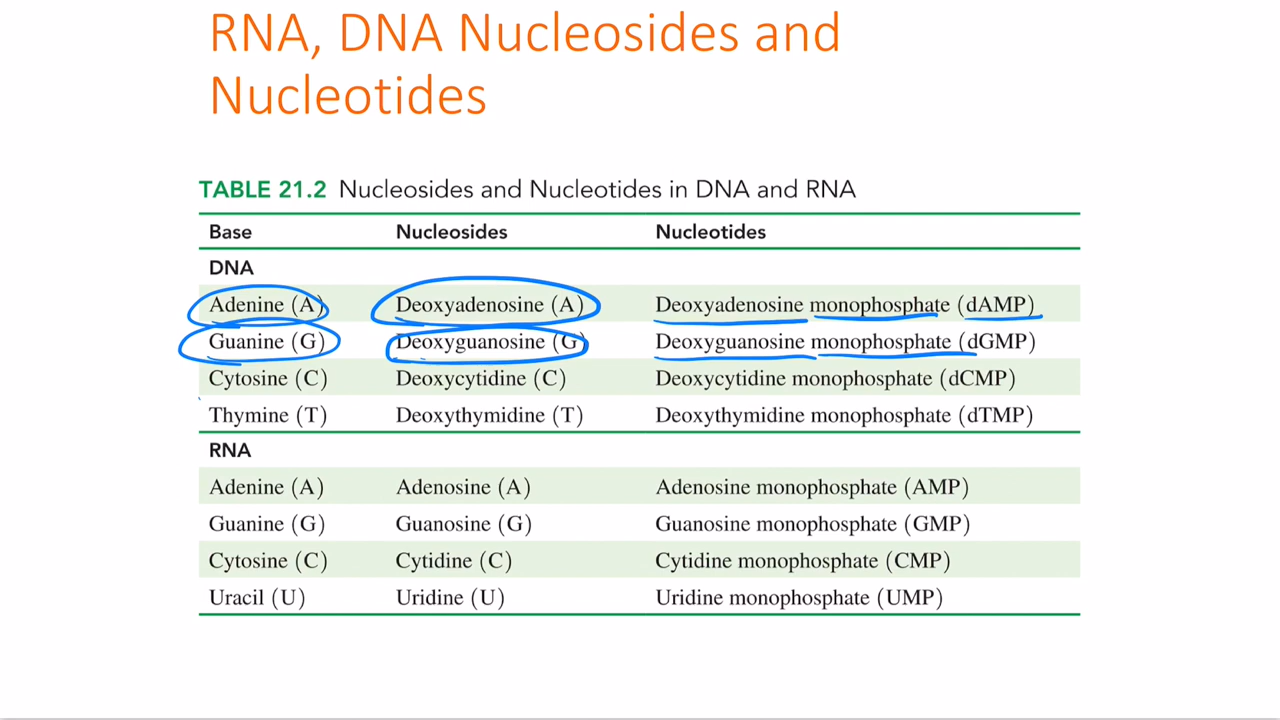 RNA, DNA Nucleosides and
Nucleotides
TABLE 21.2 Nucleosides and Nucleotides in DNA and RNA
Base Nucleosides Nucleotides
DNA
Adenine (A) Deoxyadenosine (A) Deoxyadenosine monophosphate (dAMP)
Guanine (G) Deoxyguanosine (G) Deoxyguanosine monophosphate (dGMP)
Cytosine (C) Deoxycytidine (C) Deoxycytidine monophosphate (dCMP)
Thymine (T) Deoxythymidine (T) Deoxythymidine monophosphate (dTMP)
RNA
Adenine (A) Adenosine (A) Adenosine monophosphate (AMP)
Guanine (G) Guanosine (G) Guanosine monophosphate (GMP)
Cytosine (C) Cytidine (C) Cytidine monophosphate (CMP)
Uracil (U) Uridine (U) Uridine monophosphate (UMP)